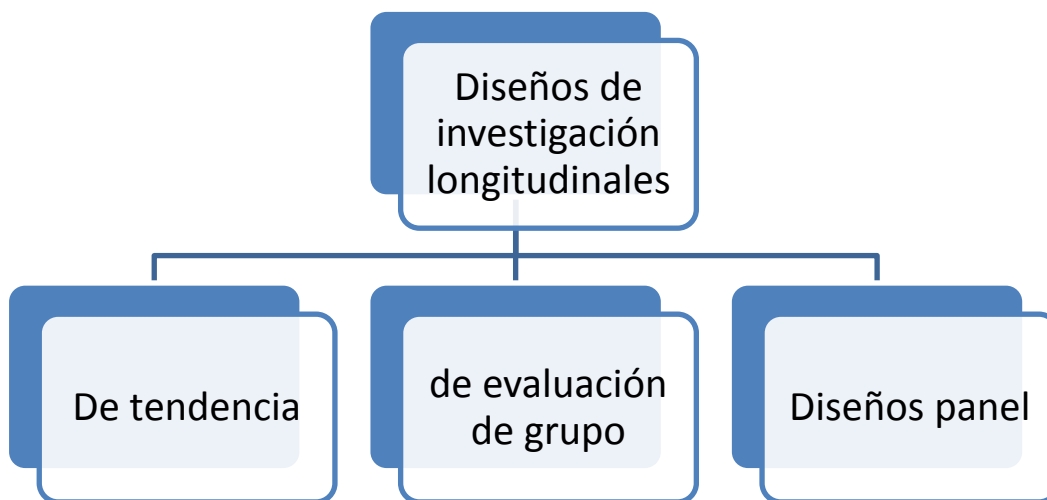 Diseños de
investigación
longitudinales
De tendencia
de evaluación
de grupo
Diseños panel